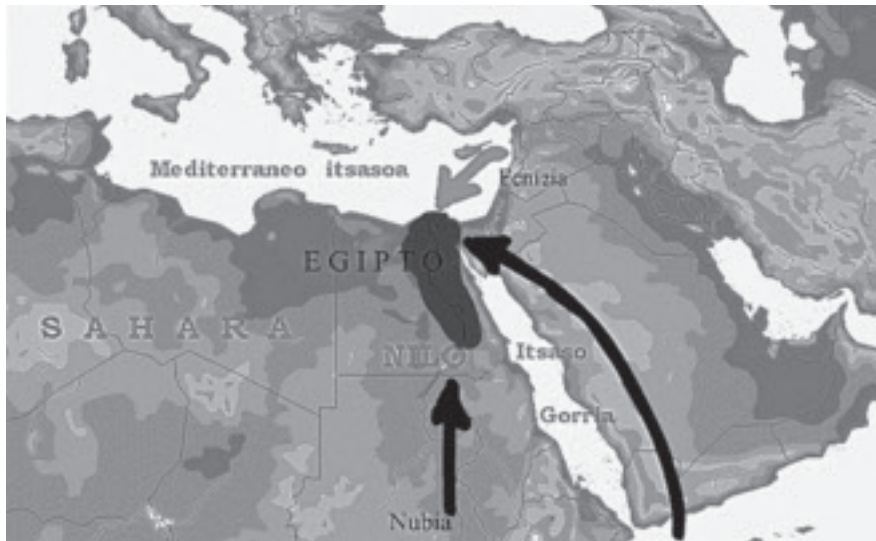 Mediterraneo itsasoa
Fenizia
EGIPTO
SAHARA
NILO
Itsaso
Gorria
Nubia